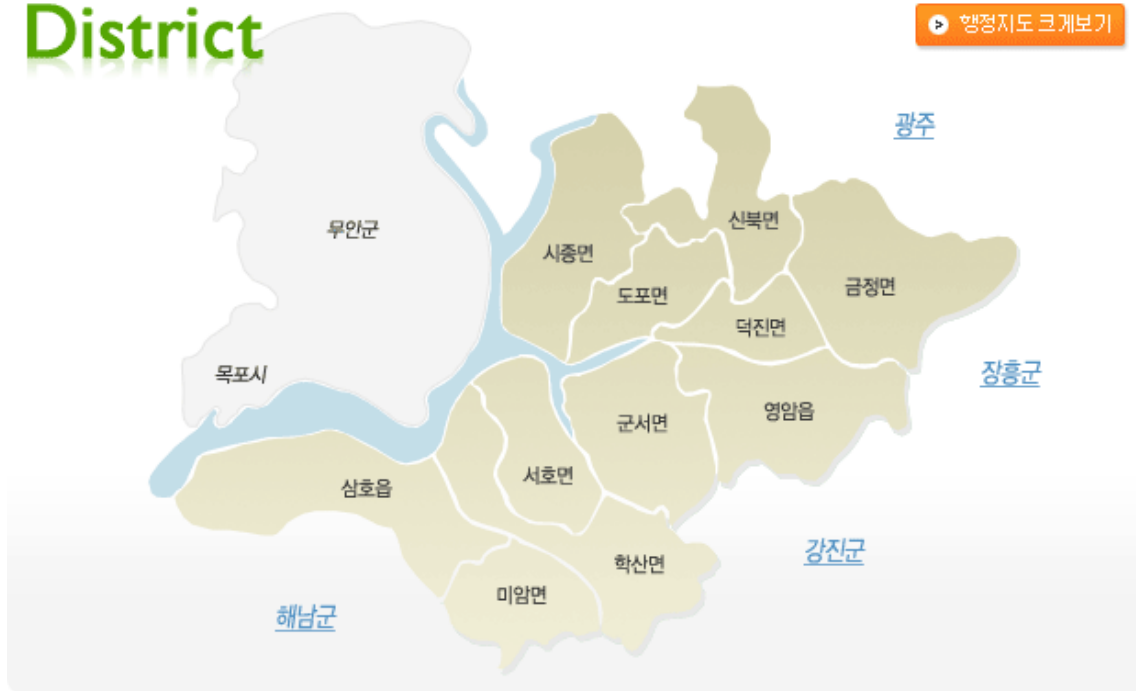 District
행정지도 크게보기
광주
무안군
신북면
시종면
금정면
도포면
덕진면
목포시
장흥군
영암읍
군서면
서호면
삼호읍
강진군
학산면
미암면
해남군